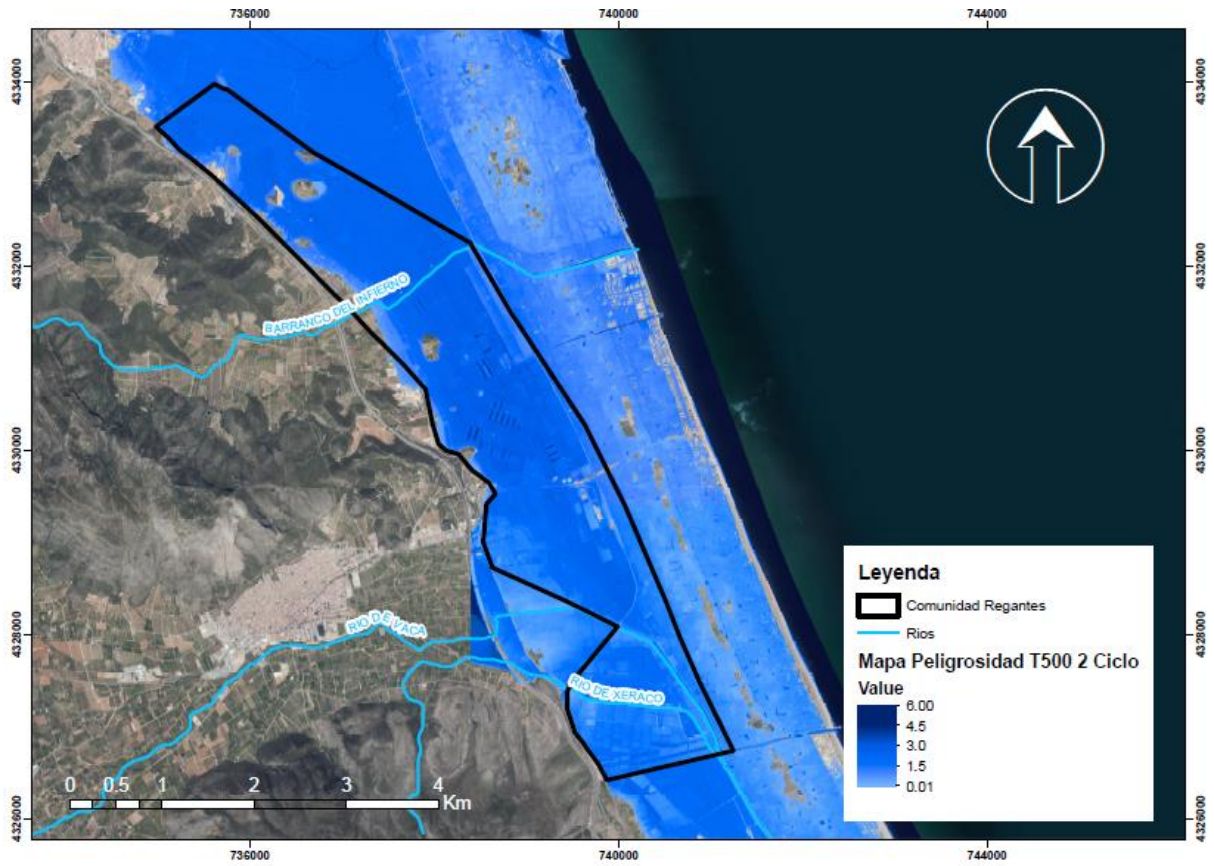 736000
740000
744000
4334000
4334000
4332000
4332000
BARRANCO DEL INFIERNO
4330000
4330000
Leyenda
Comunidad Regantes
Rios
Mapa Peligrosidad T500 2 Ciclo
Value
6.00
4.5
3.0
1.5
0.01
4328000
4328000
RIO DE VACA
RIO DE XERACO
0 0.5 1 2 3 4
Km
4326000
4326000
736000
740000
744000